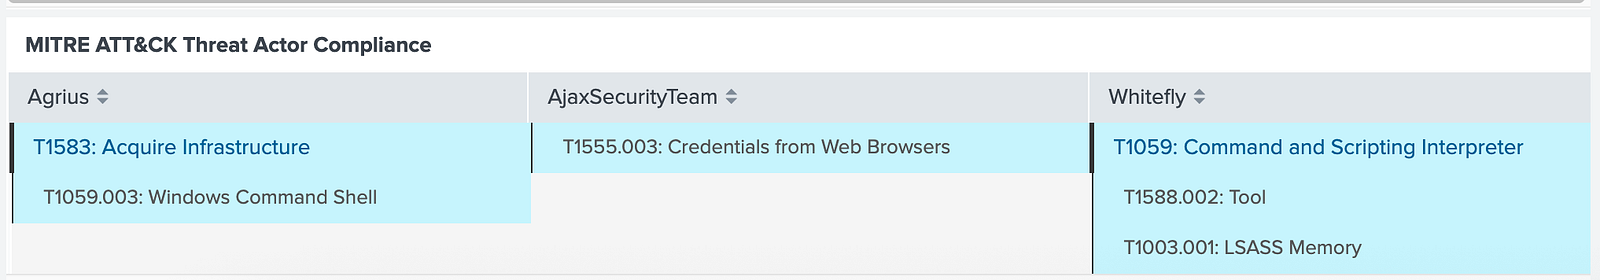 MITRE ATT&CK Threat Actor Compliance
Agrius AjaxSecurityTeam Whitefly
T1583: Acquire Infrastructure T1555.003: Credentials from Web Browsers T1059: Command and Scripting Interpreter
T1059.003: Windows Command Shell T1588.002: Tool
T1003.001: LSASS Memory